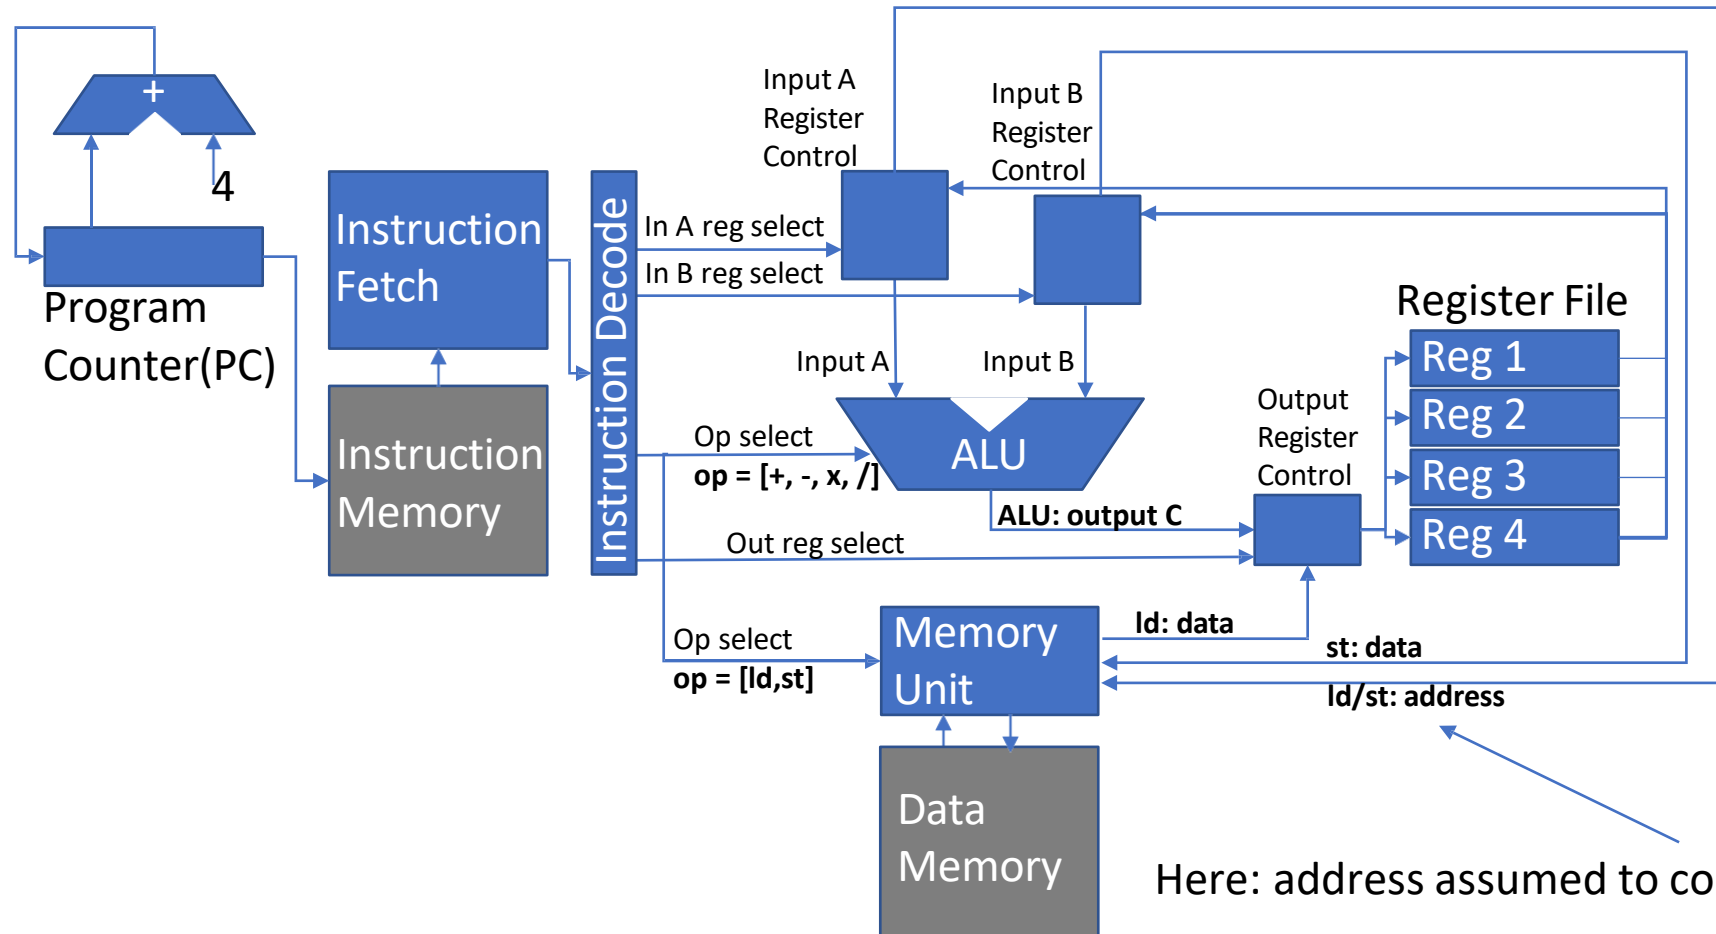 +
4
Program
Counter(PC)
Instruction
Fetch
Instruction
Memory
Instruction Decode
Input A
Register
Control
Input B
Register
Control
In A reg select
In B reg select
Input A
Input B
Op select
op = [+, -, x, /]
ALU
ALU: output C
Out reg select
Output
Register
Control
Register File
Reg 1
Reg 2
Reg 3
Reg 4
Op select
op = [ld,st]
Memory
Unit
ld: data
st: data
ld/st: address
Data
Memory
Here: address assumed to co